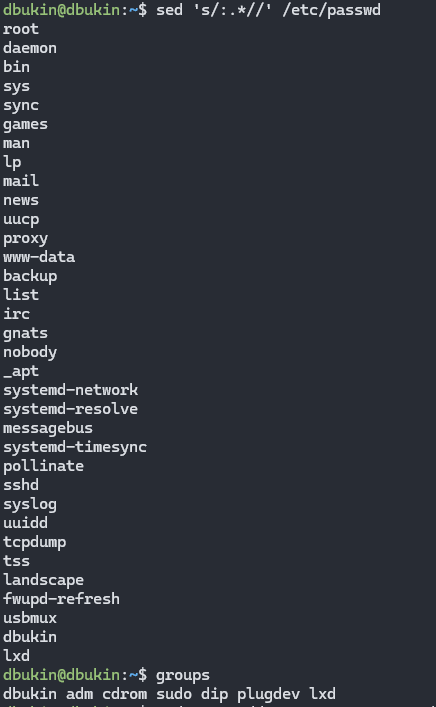 dbukin@dbukin:~$ sed 's/:.*//' /etc/passwd
root
daemon
bin
sys
sync
games
man
lp
mail
news
uucp
proxy
www-data
backup
list
irc
gnats
nobody
_apt
systemd-network
systemd-resolve
messagebus
systemd-timesync
pollinate
sshd
syslog
uuidd
tcpdump
tss
landscape
fwupd-refresh
usbmux
dbukin
lxd
dbukin@dbukin:~$ groups
dbukin adm cdrom sudo dip plugdev lxd